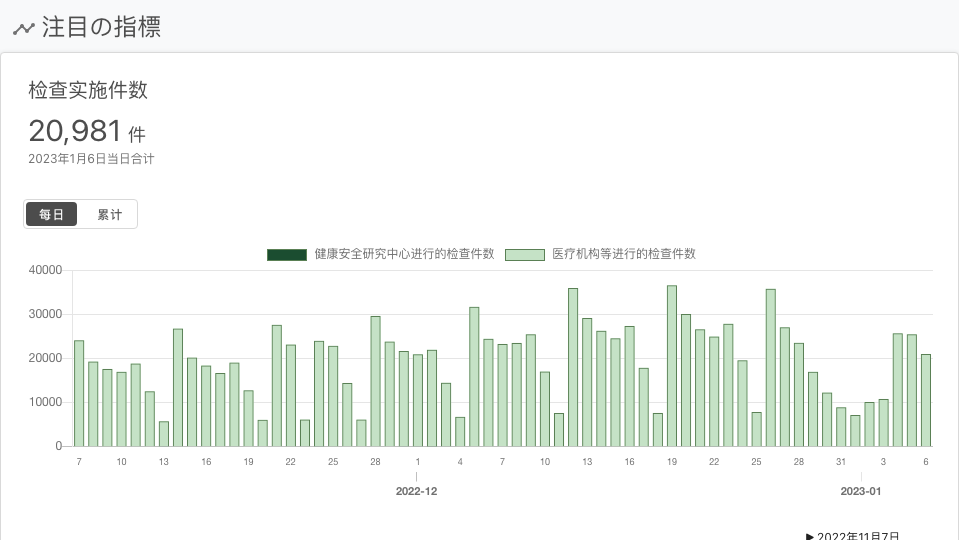 注目の指標
检查实施件数
20,981 件
2023年1月6日当日合计
每日 累计
健康安全研究中心进行的检查件数 医疗机构等进行的检查件数
40000
30000
20000
10000
0
7 10 13 16 19 22 25 28 1 4 7 10 13 16 19 22 25 28 31 3 6
2022-12 2023-01
▶ 2022年11月7日